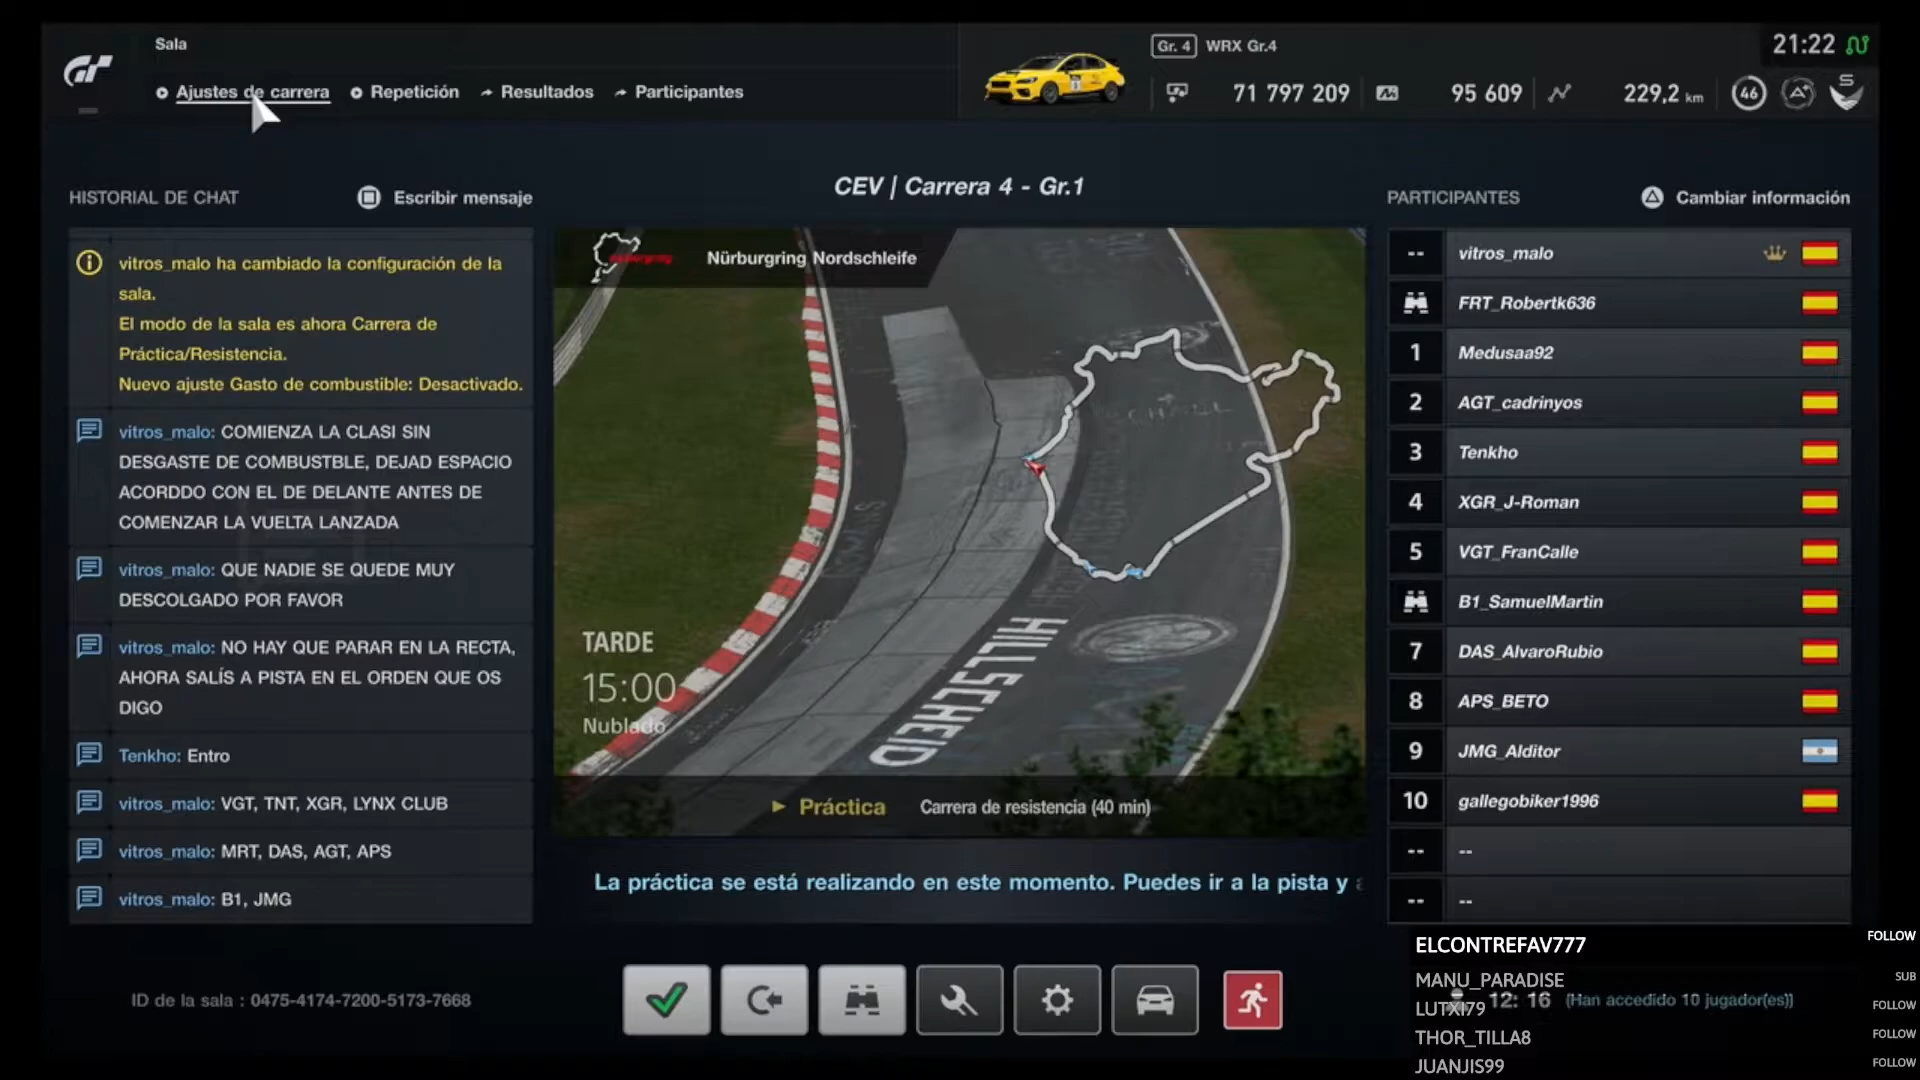 Sala
Ajustes de carrera
Repetición
Resultados
Participantes
Gr. 4
WRX Gr.4
71 797 209
95 609
229,2 km
46
21:22
S
HISTORIAL DE CHAT
Escribir mensaje
vitros_malo ha cambiado la configuración de la
sala.
El modo de la sala es ahora Carrera de
Práctica/Resistencia.
Nuevo ajuste Gasto de combustible: Desactivado.
vitros_malo: COMIENZA LA CLASI SIN
DESGASTE DE COMBUSTBLE, DEJAD ESPACIO
ACORDDO CON EL DE DELANTE ANTES DE
COMENZAR LA VUELTA LANZADA
vitros_malo: QUE NADIE SE QUEDE MUY
DESCOLGADO POR FAVOR
vitros_malo: NO HAY QUE PARAR EN LA RECTA,
AHORA SALÍS A PISTA EN EL ORDEN QUE OS
DIGO
Tenkho: Entro
vitros_malo: VGT, TNT, XGR, LYNX CLUB
vitros_malo: MRT, DAS, AGT, APS
vitros_malo: B1, JMG
ID de la sala : 0475-4174-7200-5173-7668
CEV | Carrera 4 - Gr.1
Nürburgring Nordschleife
HILLSCHEID
TARDE
15:00
Nublado
Práctica
Carrera de resistencia (40 min)
La práctica se está realizando en este momento. Puedes ir a la pista y
PARTICIPANTES
Cambiar información
-- vitros_malo
FRT_Robertk636
1 Medusaa92
2 AGT_cadrinyos
3 Tenkho
4 XGR_J-Roman
5 VGT_FranCalle
B1_SamuelMartin
7 DAS_AlvaroRubio
8 APS_BETO
9 JMG_Alditor
10 gallegobiker1996
-- --
-- --
12: 16 (Han accedido 10 jugador(es))
ELCONTREFAV777 FOLLOW
MANU_PARADISE SUB
LUTXI79 FOLLOW
THOR_TILLA8 FOLLOW
JUANJIS99 FOLLOW